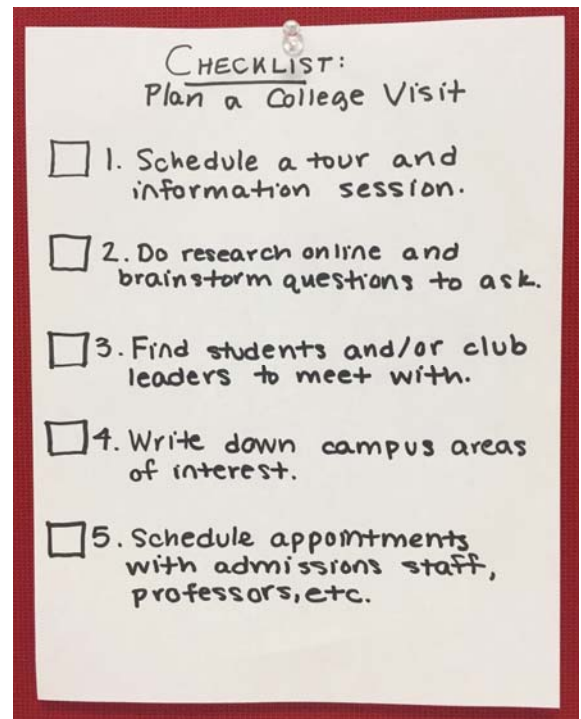 CHECKLIST:
Plan a College Visit
1. Schedule a tour and
information session.
2. Do research online and
brainstorm questions to ask.
3. Find students and/or club
leaders to meet with.
4. Write down campus areas
of interest.
5. Schedule appointments
with admissions staff,
professors, etc.